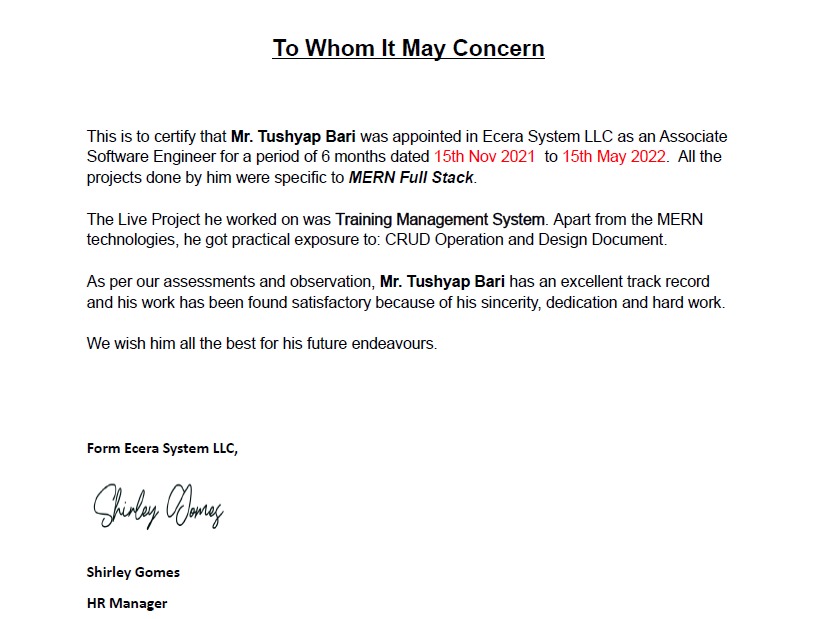 To Whom It May Concern
This is to certify that Mr. Tushyap Bari was appointed in Ecera System LLC as an Associate
Software Engineer for a period of 6 months dated 15th Nov 2021 to 15th May 2022. All the
projects done by him were specific to MERN Full Stack.
The Live Project he worked on was Training Management System. Apart from the MERN
technologies, he got practical exposure to: CRUD Operation and Design Document.
As per our assessments and observation, Mr. Tushyap Bari has an excellent track record
and his work has been found satisfactory because of his sincerity, dedication and hard work.
We wish him all the best for his future endeavours.
Form Ecera System LLC,
Shirley Gomes
Shirley Gomes
HR Manager